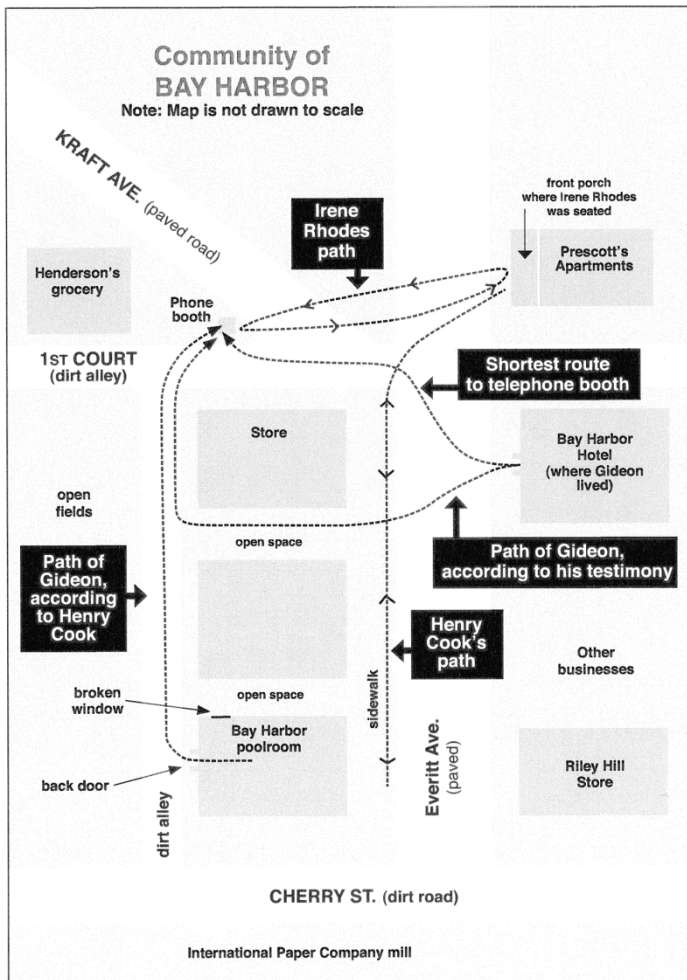 Community of
BAY HARBOR
Note: Map is not drawn to scale
KRAFT AVE. (paved road)
front porch
where Irene Rhodes
was seated
Irene
Rhodes
path
Prescott's
Apartments
Henderson's
grocery
Phone
booth
1ST COURT
(dirt alley)
Shortest route
to telephone booth
Store
Bay Harbor
Hotel
(where Gideon
lived)
open
fields
open space
Path of
Gideon,
according
to Henry
Cook
Path of Gideon,
according to his testimony
Henry
Cook's
path
Other
businesses
broken
window
open space
sidewalk
Bay Harbor
poolroom
back door
dirt alley
Everitt Ave.
(paved)
Riley Hill
Store
CHERRY ST. (dirt road)
International Paper Company mill